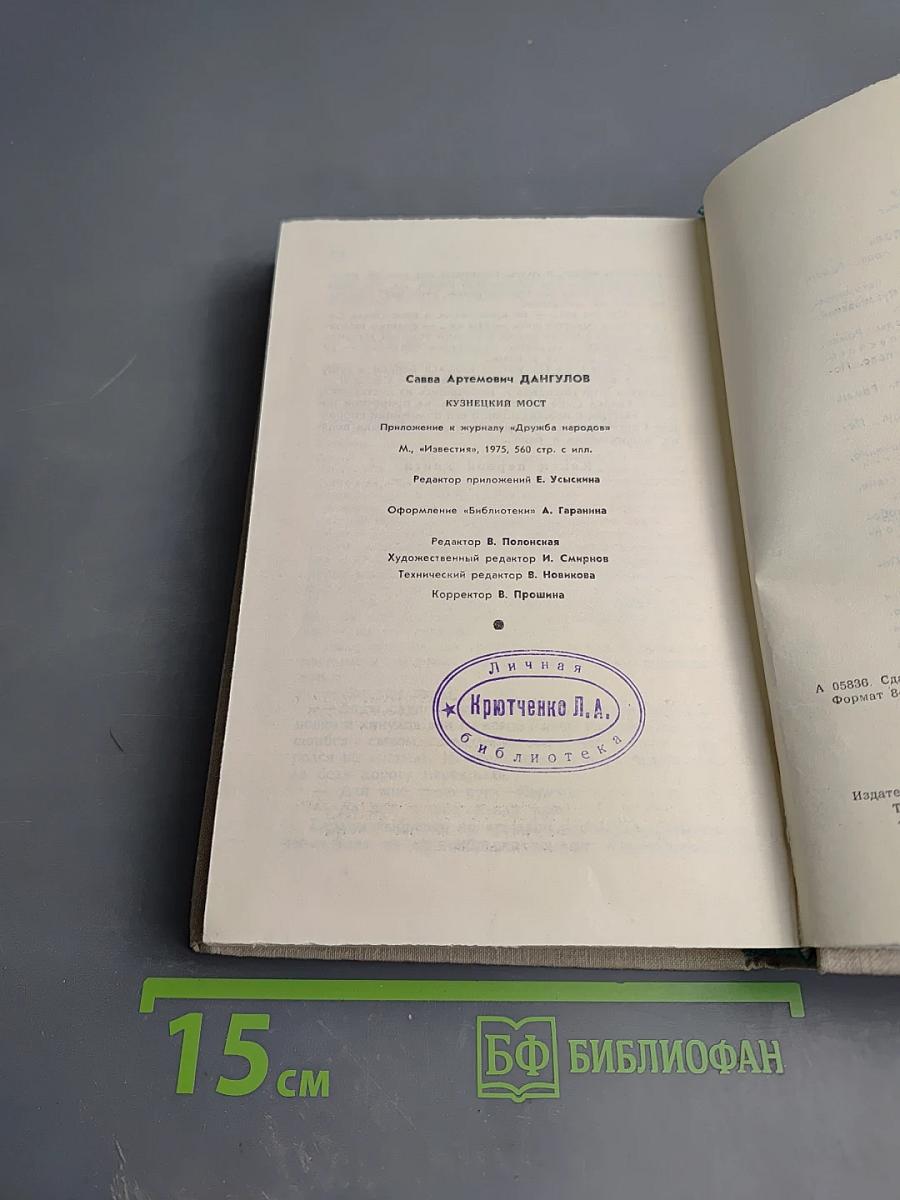 Савва Артемович ДАНГУЛОВ
КУЗНЕЦКИЙ МОСТ
Приложение к журналу «Дружба народов»
М., «Известия», 1975, 560 стр. с илл.
Редактор приложений Е. Усыскина
Оформление «Библиотеки» А. Гаранина
Редактор В. Полонская
Художественный редактор И. Смирнов
Технический редактор В. Новикова
Корректор В. Прошина
Личная
Крютченко Л.А.
библиотека
А 05836. Сда
Формат 8
Издате
15 см
БФ БИБЛИОФАН